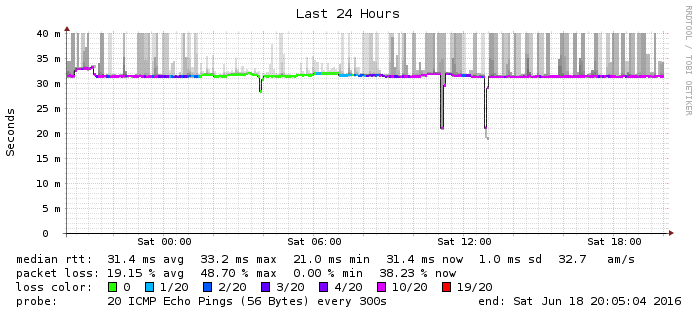 Last 24 Hours
RRDTOOL / TOBI OETIKER
Seconds
40 m
35 m
30 m
25 m
20 m
15 m
10 m
5 m
0
Sat 00:00 Sat 06:00 Sat 12:00 Sat 18:00
median rtt: 31.4 ms avg 33.2 ms max 21.0 ms min 31.4 ms now 1.0 ms sd 32.7 am/s
packet loss: 19.15 % avg 48.70 % max 0.00 % min 38.23 % now
loss color: 0 1/20 2/20 3/20 4/20 10/20 19/20
probe: 20 ICMP Echo Pings (56 Bytes) every 300s end: Sat Jun 18 20:05:04 2016